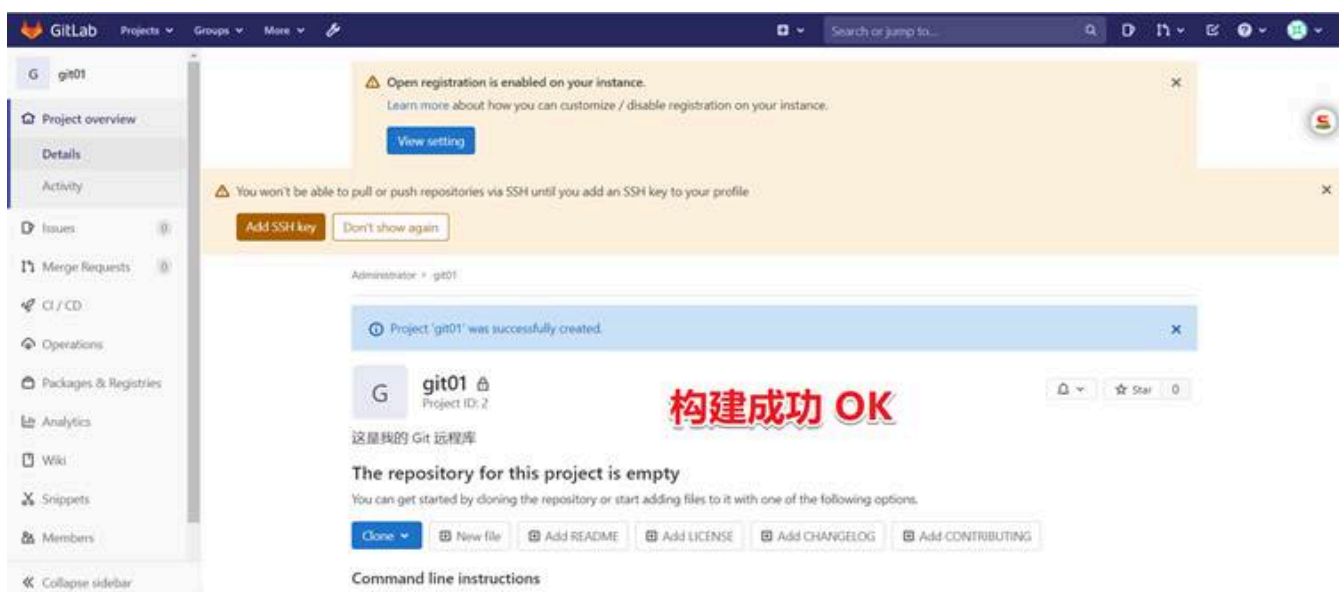 GitLab Projects Groups More Search or jump to...
G git01
Project overview
Details
Activity
Issues 0
Merge Requests 0
CI / CD
Operations
Packages & Registries
Analytics
Wiki
Snippets
Members
Collapse sidebar
Open registration is enabled on your instance.
Learn more about how you can customize / disable registration on your instance.
View setting
You won't be able to pull or push repositories via SSH until you add an SSH key to your profile
Add SSH key Don't show again
Administrator > git01
Project 'git01' was successfully created.
G git01
Project ID: 2
Star 0
构建成功 OK
这是我的 Git 远程库
The repository for this project is empty
You can get started by cloning the repository or start adding files to it with one of the following options.
Clone New file Add README Add LICENSE Add CHANGELOG Add CONTRIBUTING
Command line instructions